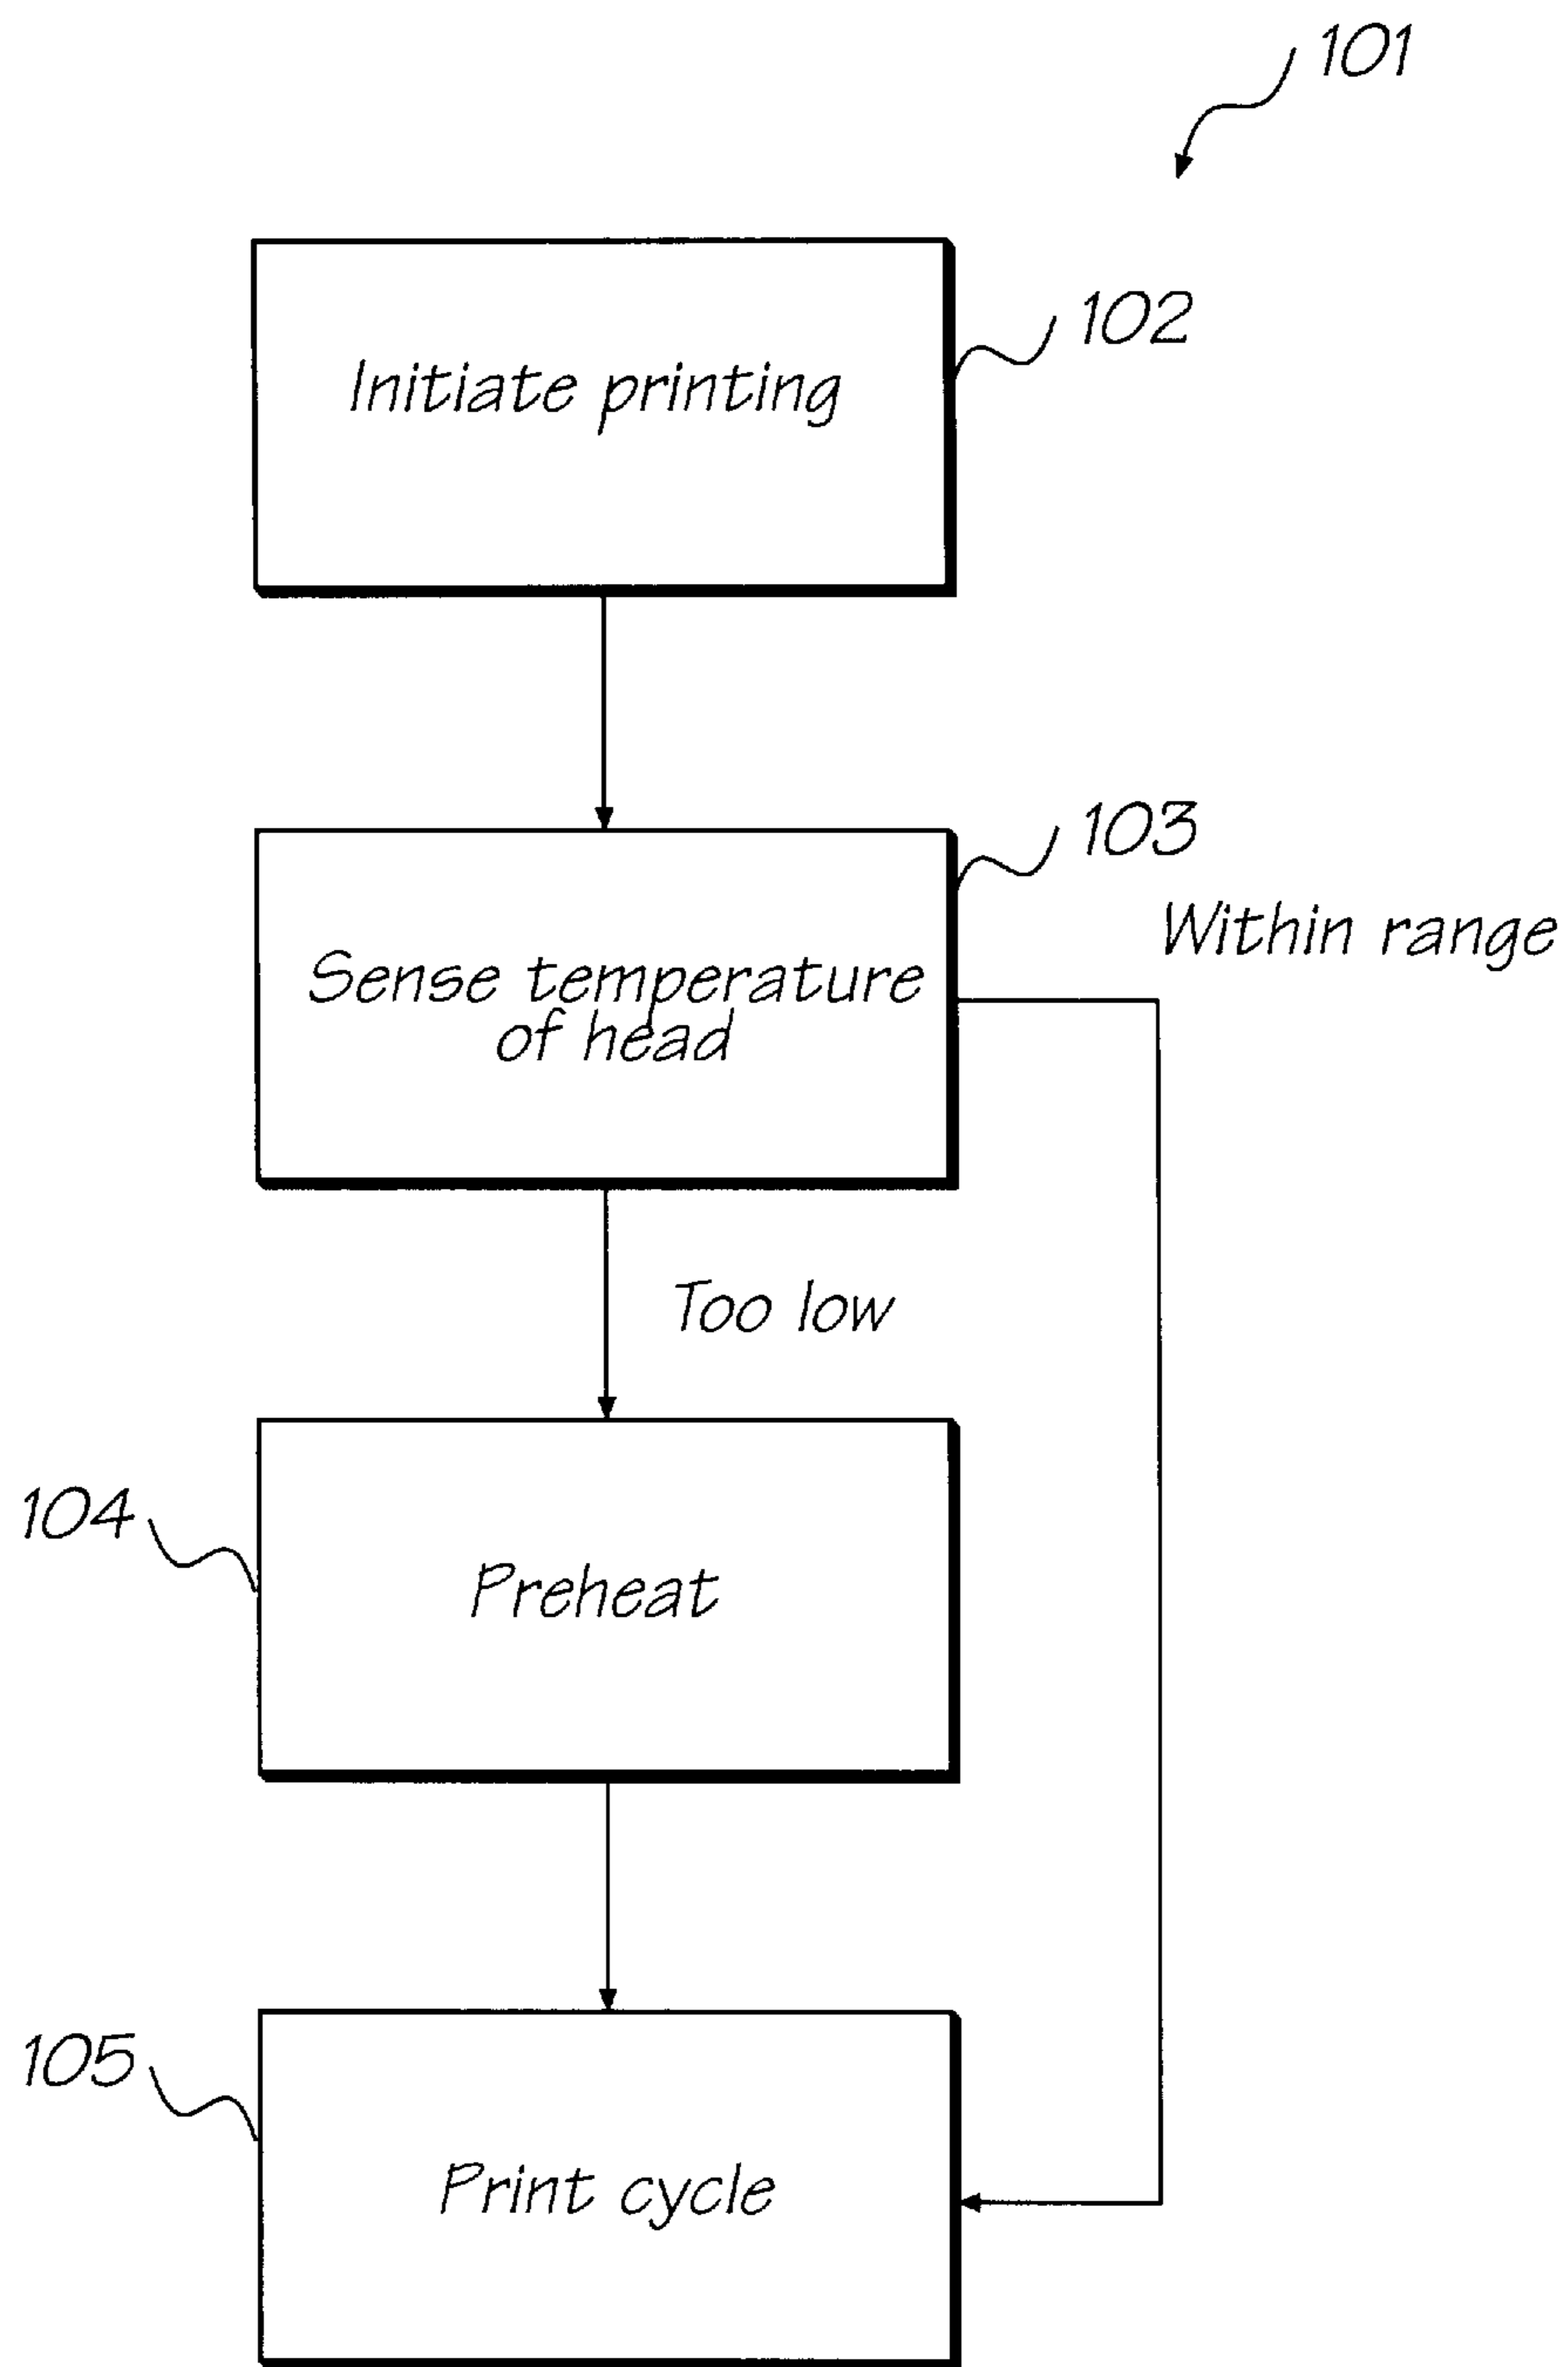 101
Initiate printing
102
103
Within range
Sense temperature
of head
Too low
104
Preheat
105
Print cycle